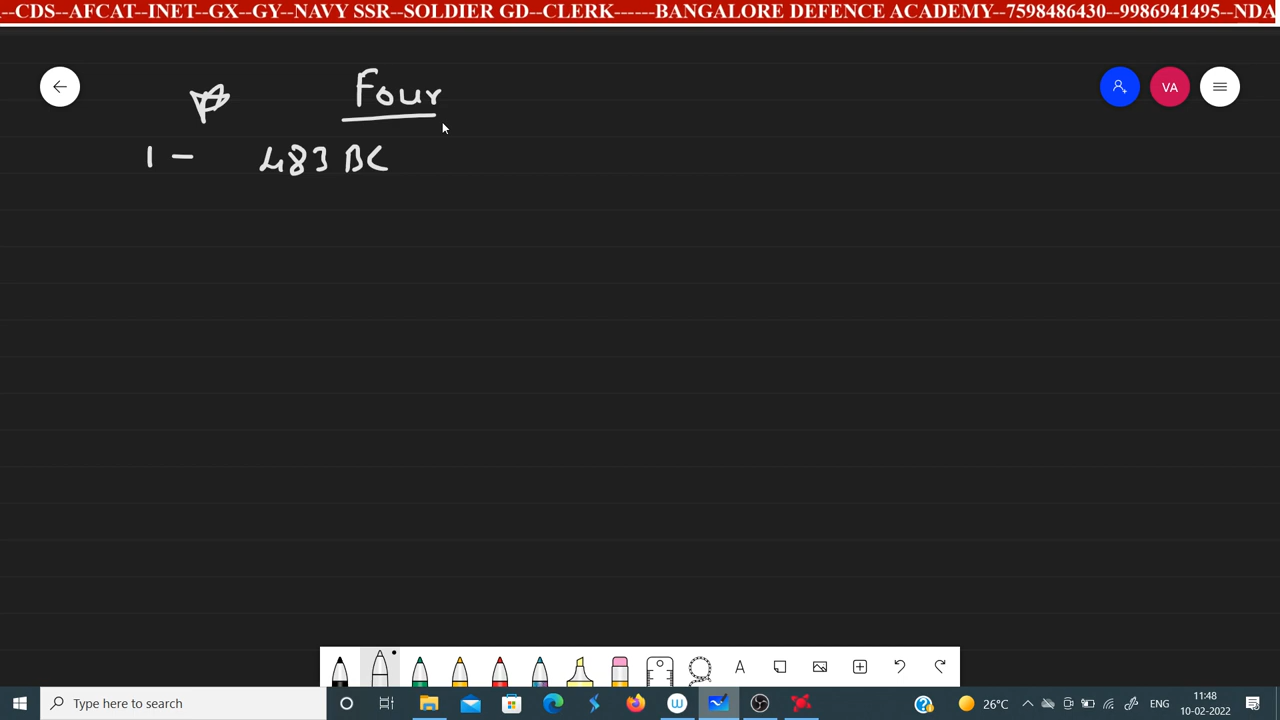 --CDS--AFCAT--INET--GX--GY--NAVY SSR--SOLDIER GD--CLERK------BANGALORE DEFENCE ACADEMY--7598486430--9986941495--NDA
VA
Four
1 - 483 BC
A
Type here to search
26°C
ENG
11:48
10-02-2022